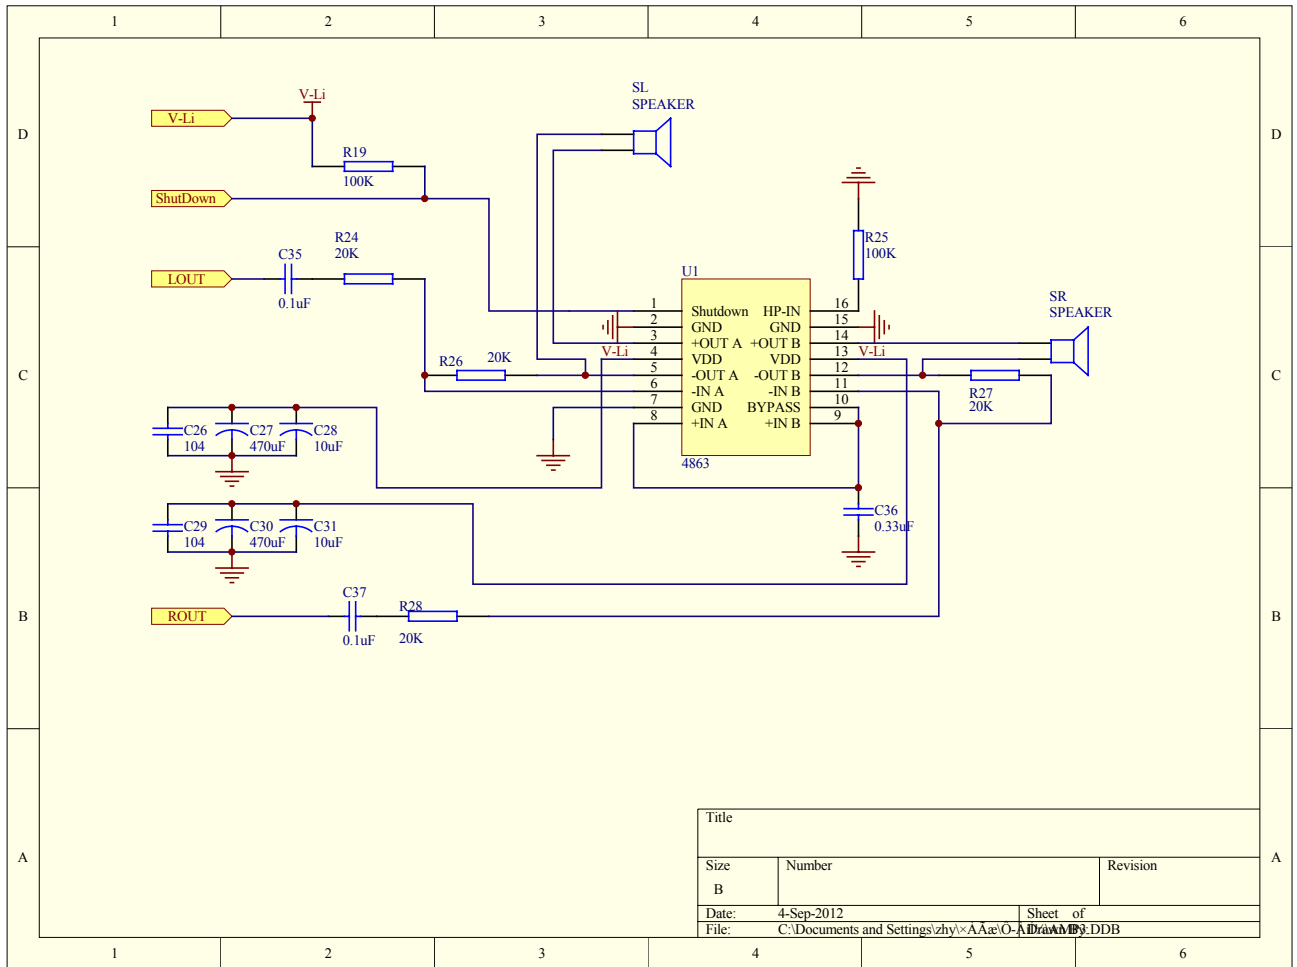 1 2 3 4 5 6
V-Li
V-Li
SL
SPEAKER
D
D
R19
100K
ShutDown
R24
20K
R25
100K
C35
LOUT
0.1uF
U1
SR
SPEAKER
1 Shutdown HP-IN 16
2 GND GND 15
3 +OUT A +OUT B 14
V-Li 4 VDD VDD 13 V-Li
5 -OUT A -OUT B 12
6 -IN A -IN B 11
7 GND BYPASS 10
8 +IN A +IN B 9
4863
R26 20K
C
C
R27
20K
C26
104
C27
470uF
C28
10uF
C36
0.33uF
C29
104
C30
470uF
C31
10uF
C37
0.1uF
R28
20K
B
ROUT
B
Title
A
A
Size
B
Number
Revision
Date: 4-Sep-2012 Sheet of
File: C:\Documents and Settings\zhy\
1 2 3 4 5 6